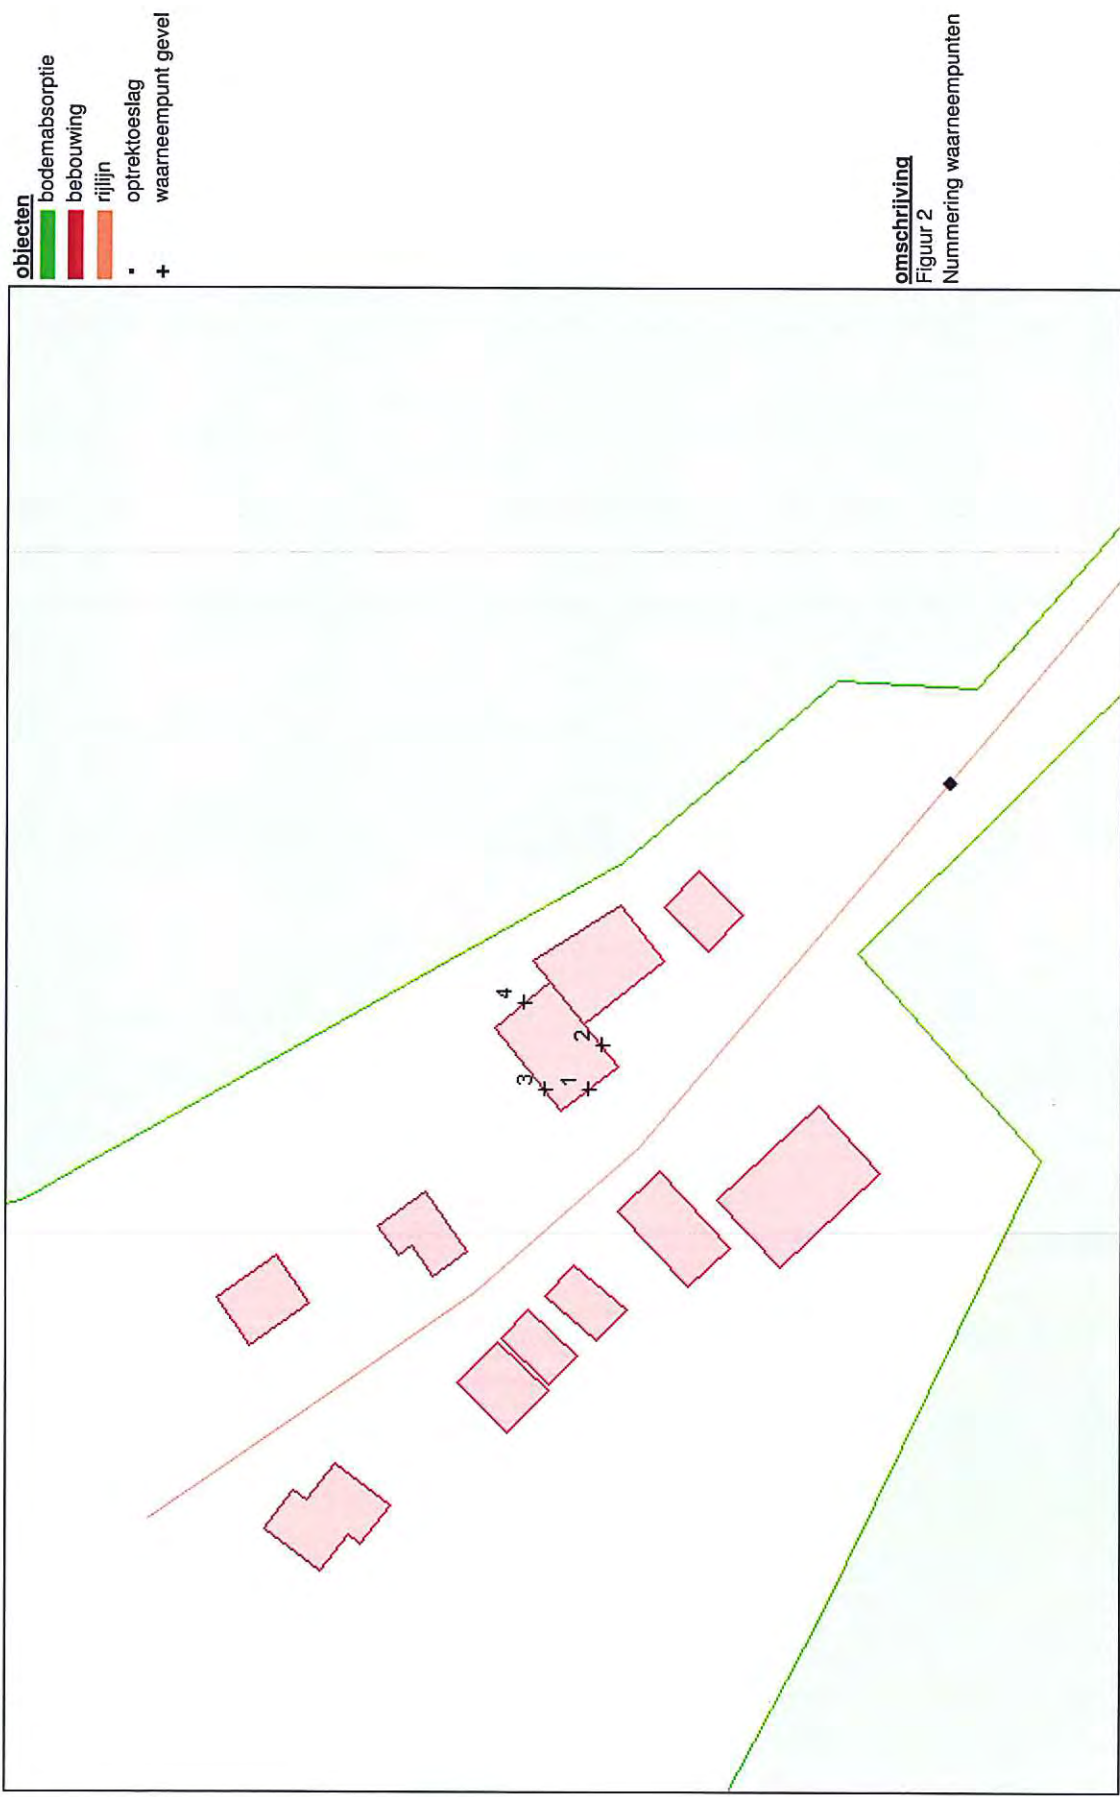 objecten
bodemabsorptie
bebouwing
rijlijn
optrektoeslag
waarneempunt gevel
omschrijving
Figuur 2
Nummering waarneempunten
4
3
1
2